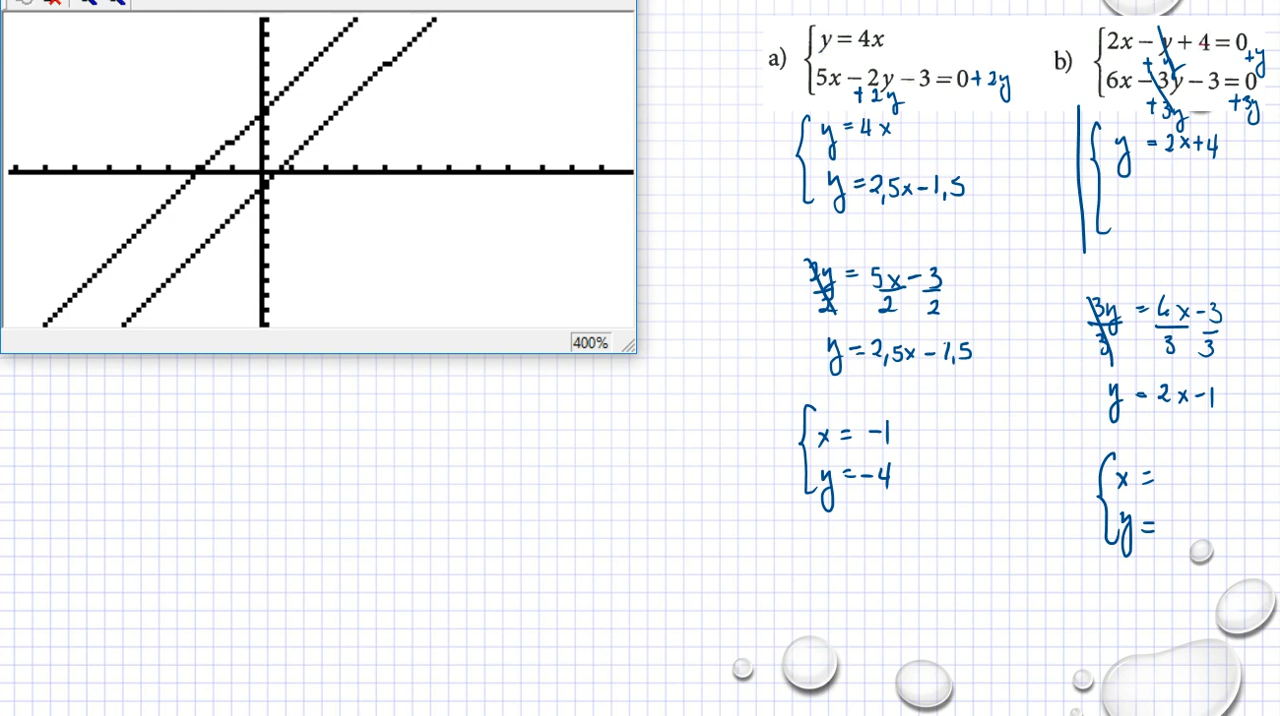 400%
a)
y = 4x
5x − 2y − 3 = 0 +2y
+2y
y = 4x
y = 2,5x − 1,5
2y = 5x − 3
2 2 2
y = 2,5x − 1,5
x = −1
y = −4
b)
2x − y + 4 = 0 +y
+y
6x − 3y − 3 = 0
+3y +3y
y = 2x+4
3y = 6x − 3
3 3 3
y = 2x − 1
x =
y =